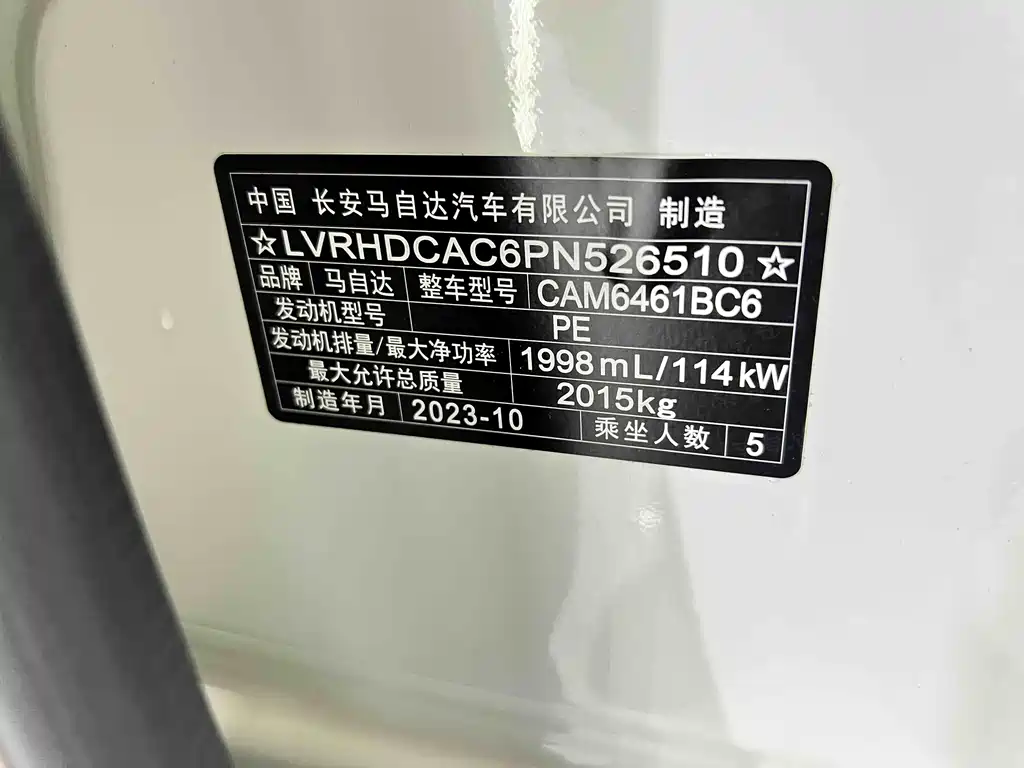 中国 长安马自达汽车有限公司 制造
☆LVRHDCAC6PN526510☆
品牌 马自达 整车型号 CAM6461BC6
发动机型号 PE
发动机排量/最大净功率 1998mL/114kW
最大允许总质量 2015kg
制造年月 2023-10 乘坐人数 5